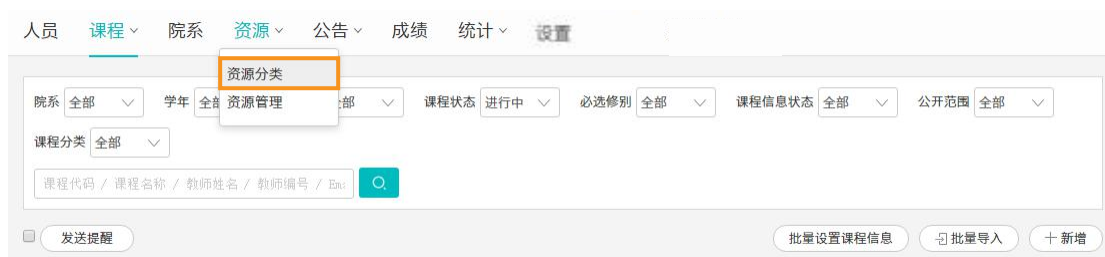 人员 课程 院系 资源 公告 成绩 统计 设置
资源分类
资源管理
院系 全部 学年 全部 课程状态 进行中 必选修别 全部 课程信息状态 全部 公开范围 全部
课程分类 全部
课程代码 / 课程名称 / 教师姓名 / 教师编号 / Ema
发送提醒 批量设置课程信息 批量导入 新增